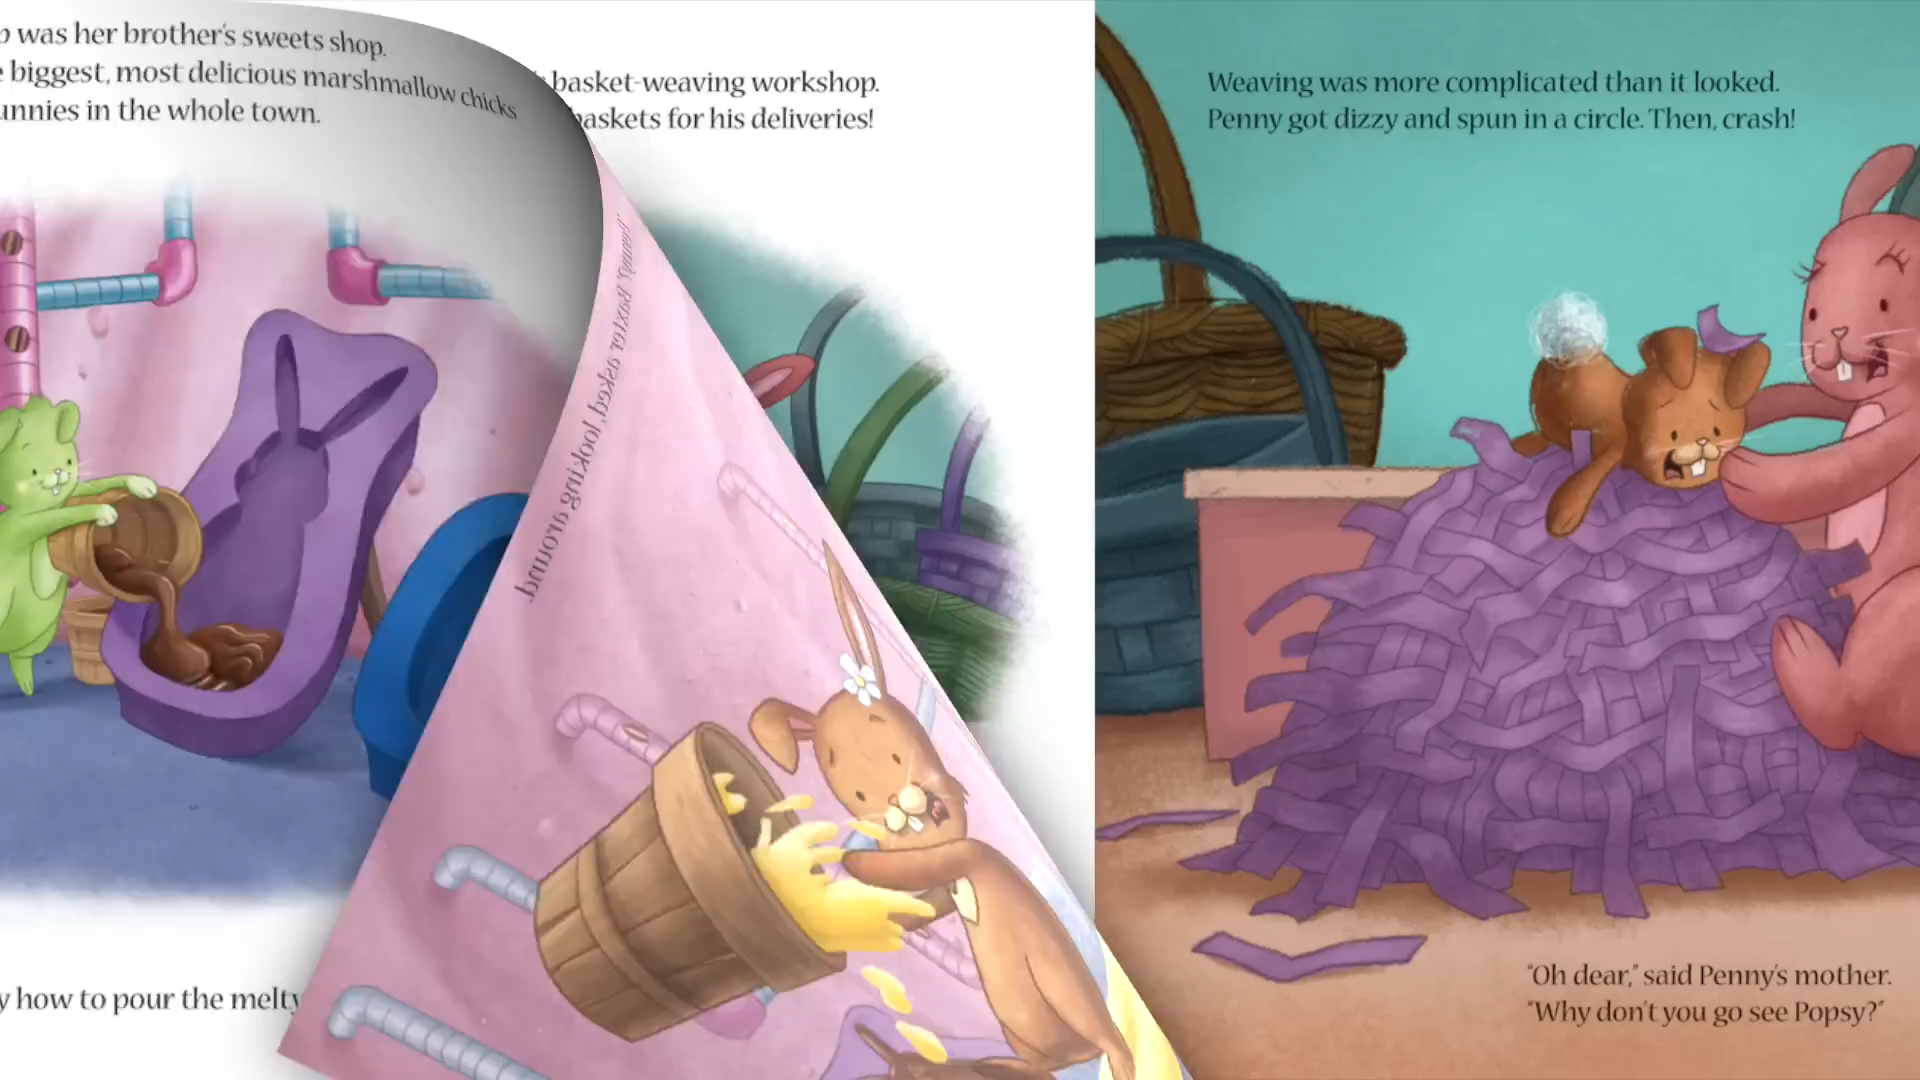 was her brother's sweets shop.
biggest, most delicious marshmallow chicks
unnies in the whole town.
how to pour the melty
basket-weaving workshop.
baskets for his deliveries!
Baxter asked, looking around.
Weaving was more complicated than it looked.
Penny got dizzy and spun in a circle. Then, crash!
"Oh dear," said Penny's mother.
"Why don't you go see Popsy?"